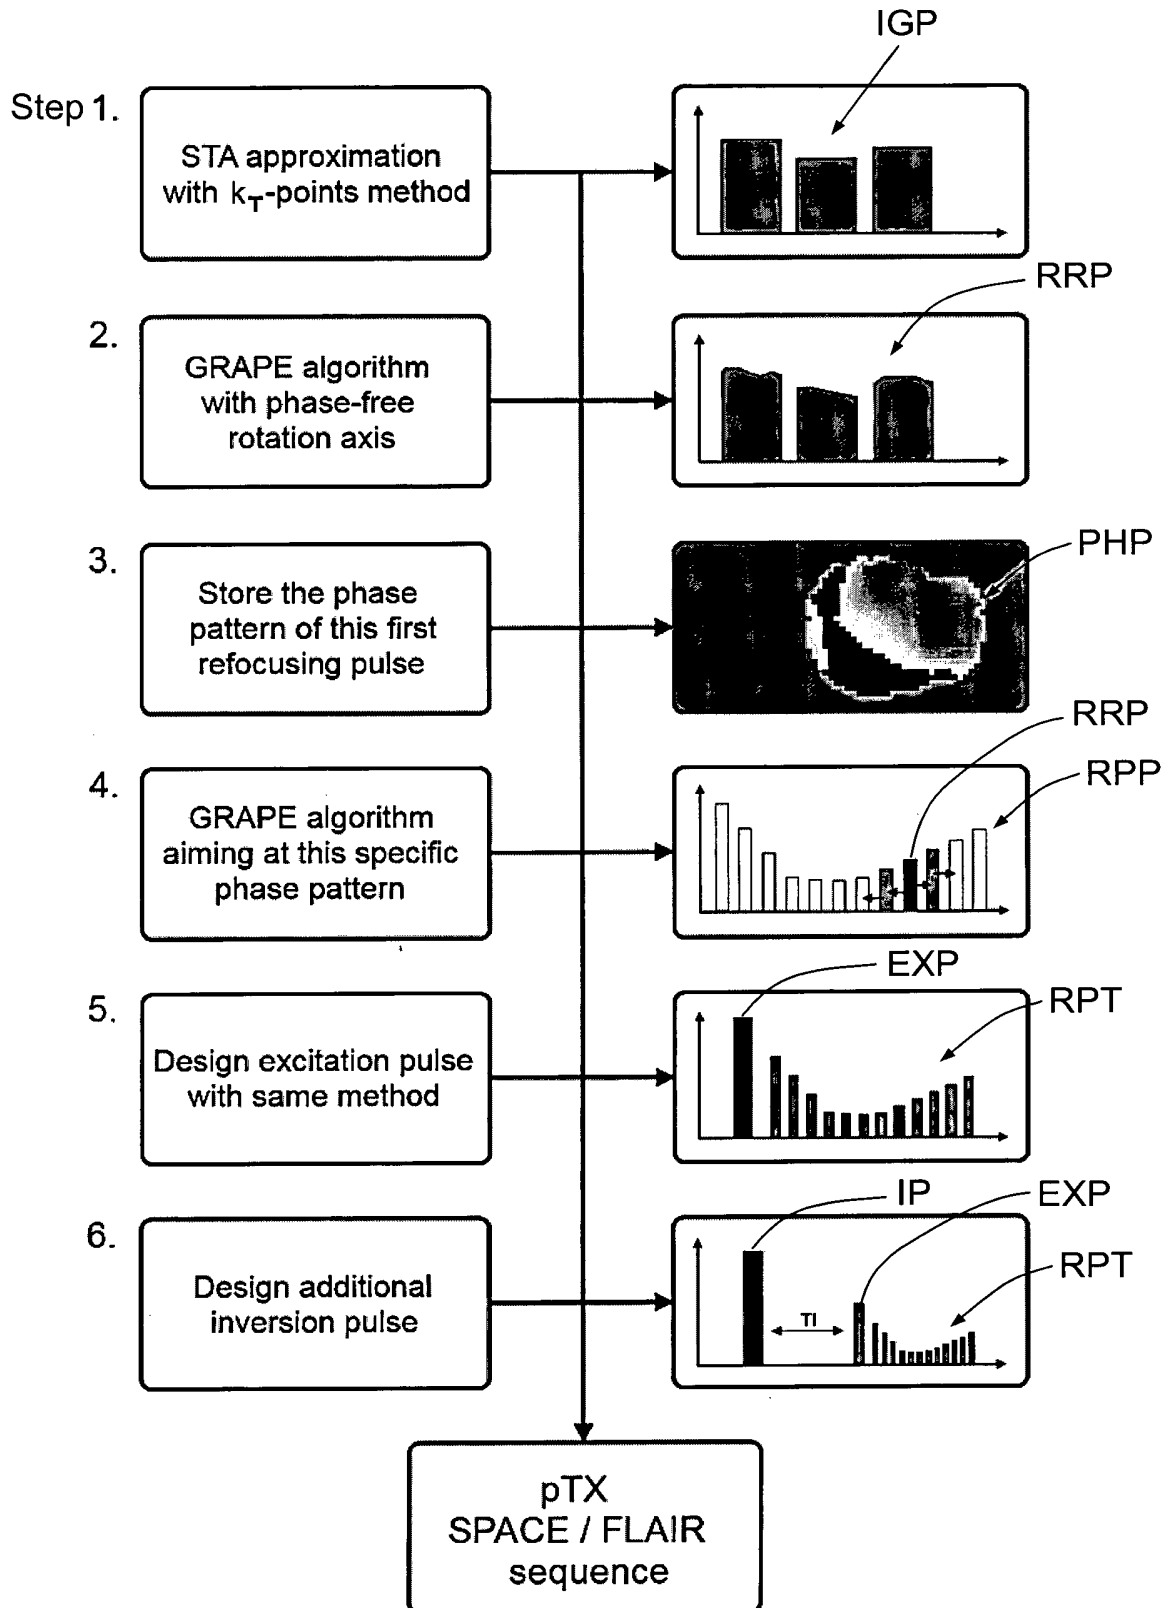 IGP
Step 1.
STA approximation
with kT-points method
RRP
2.
GRAPE algorithm
with phase-free
rotation axis
3.
Store the phase
pattern of this first
refocusing pulse
PHP
RRP
4.
GRAPE algorithm
aiming at this specific
phase pattern
RPP
EXP
5.
Design excitation pulse
with same method
RPT
IP
EXP
6.
Design additional
inversion pulse
RPT
TI
pTX
SPACE / FLAIR
sequence